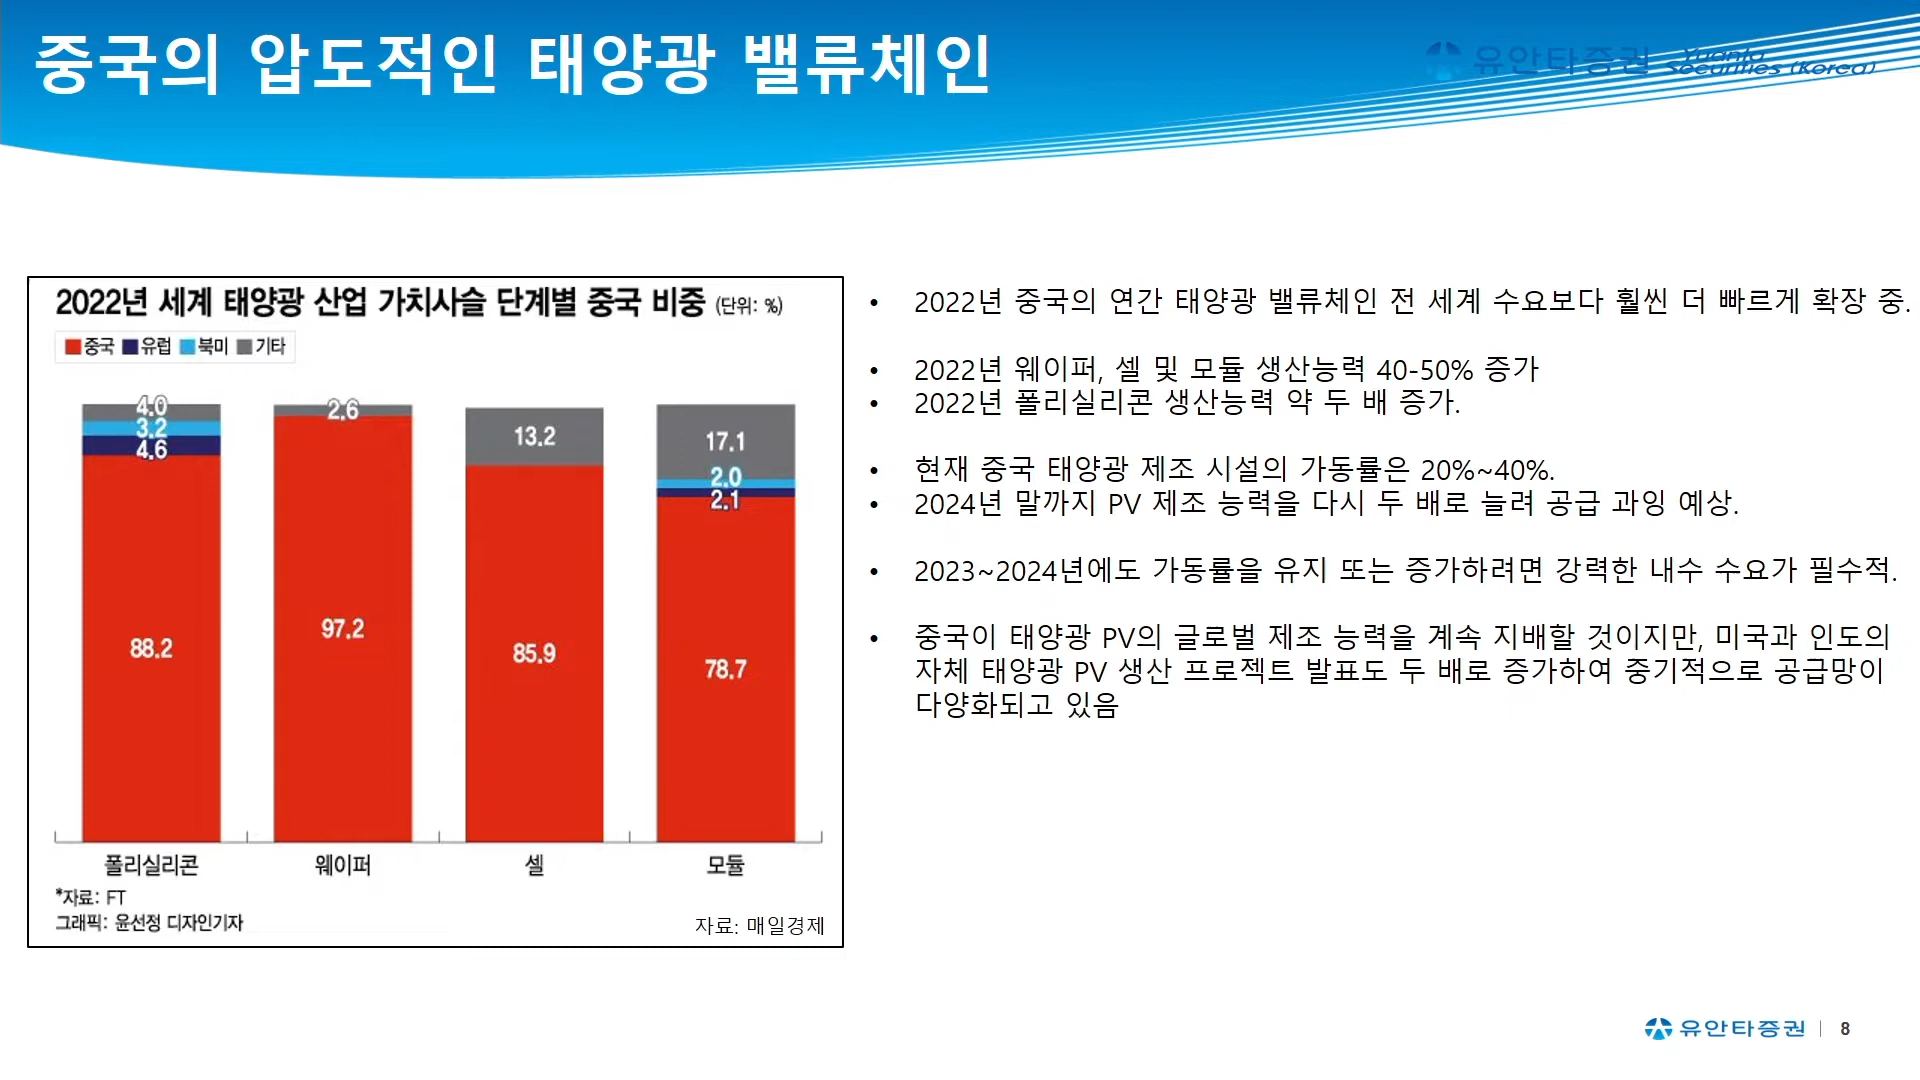 중국의 압도적인 태양광 밸류체인
유안타증권 Yuanta Securities (Korea)
2022년 세계 태양광 산업 가치사슬 단계별 중국 비중 (단위: %)
중국 유럽 북미 기타
4.0
3.2
4.6
88.2
2.6
97.2
13.2
85.9
17.1
2.0
2.1
78.7
폴리실리콘 웨이퍼 셀 모듈
*자료: FT
그래픽: 윤선정 디자인기자
자료: 매일경제
• 2022년 중국의 연간 태양광 밸류체인 전 세계 수요보다 훨씬 더 빠르게 확장 중.
• 2022년 웨이퍼, 셀 및 모듈 생산능력 40-50% 증가
• 2022년 폴리실리콘 생산능력 약 두 배 증가.
• 현재 중국 태양광 제조 시설의 가동률은 20%~40%.
• 2024년 말까지 PV 제조 능력을 다시 두 배로 늘려 공급 과잉 예상.
• 2023~2024년에도 가동률을 유지 또는 증가하려면 강력한 내수 수요가 필수적.
• 중국이 태양광 PV의 글로벌 제조 능력을 계속 지배할 것이지만, 미국과 인도의
자체 태양광 PV 생산 프로젝트 발표도 두 배로 증가하여 중기적으로 공급망이
다양화되고 있음
유안타증권 | 8